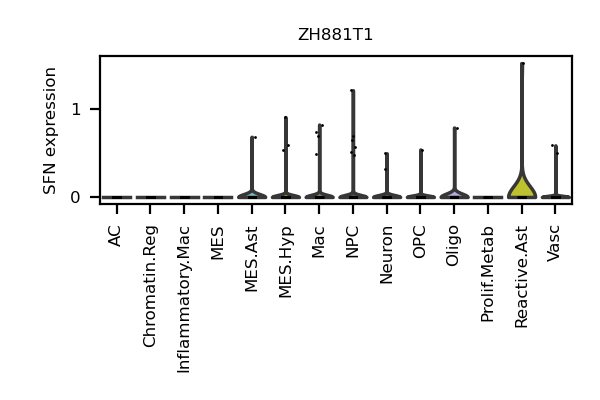 ZH881T1
SFN expression
1
0
AC
Chromatin.Reg
Inflammatory.Mac
MES
MES.Ast
MES.Hyp
Mac
NPC
Neuron
OPC
Oligo
Prolif.Metab
Reactive.Ast
Vasc